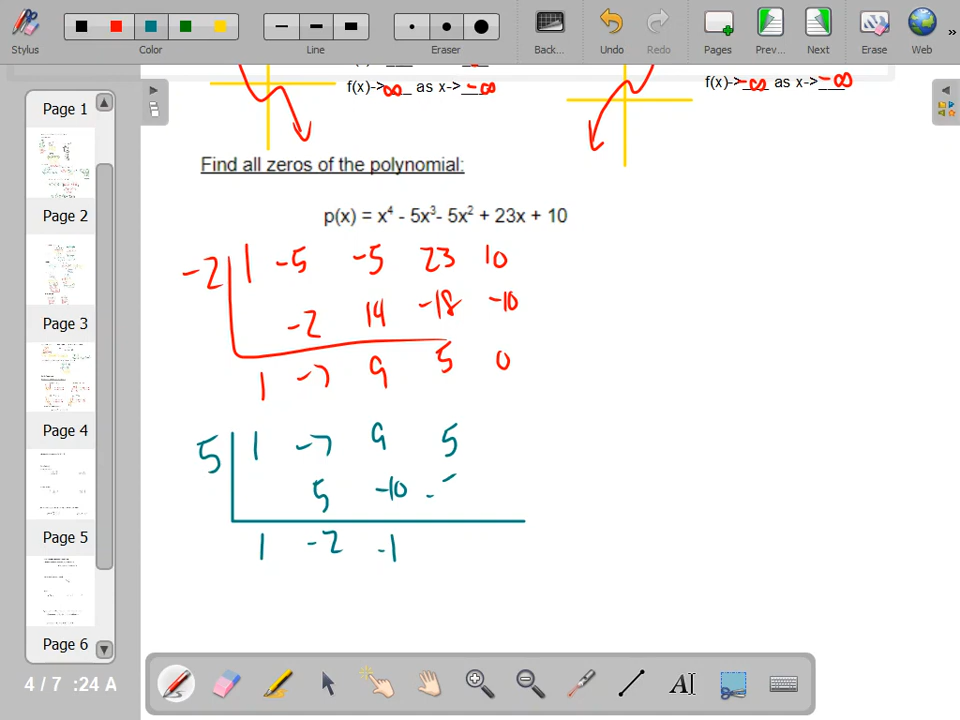 Stylus Color Line Eraser Back... Undo Redo Pages Prev... Next Erase Web »
f(x)->∞ as x->-∞
f(x)->-∞ as x->-∞
Page 1
Page 2
Page 3
Page 4
Page 5
Page 6
4 / 7 :24 A
Find all zeros of the polynomial:
p(x) = x⁴ - 5x³- 5x² + 23x + 10
-2 1 -5 -5 23 10
-2 14 -18 -10
1 -7 9 5 0
5 1 -7 9 5
5 -10 -
1 -2 -1
A